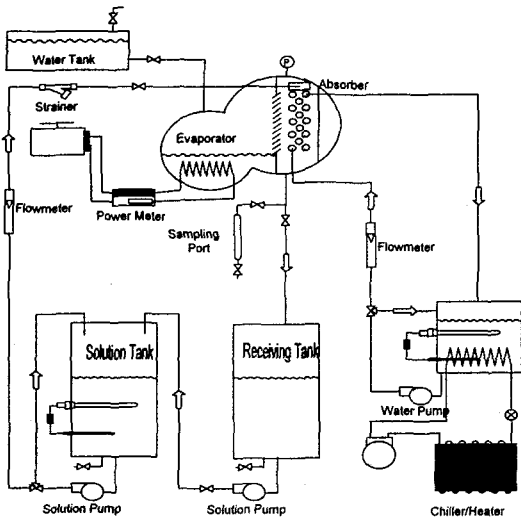 Water Tank
P
Absorber
Strainer
Evaporator
Power Meter
Flowmeter
Sampling
Port
Flowmeter
Solution Tank
Receiving Tank
Water Pump
Solution Pump
Solution Pump
Chiller/Heater